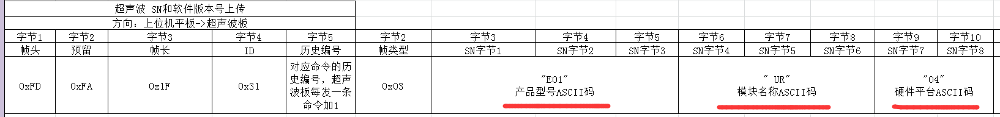 超声波 SN和软件版本号上传
方向：上位机平板->超声波板
字节1 字节2 字节3 字节4 字节5 字节2 字节3 字节4 字节5 字节6 字节7 字节8 字节9 字节10
帧头 预留 帧长 ID 历史编号 帧类型 SN字节1 SN字节2 SN字节3 SN字节4 SN字节5 SN字节6 SN字节7 SN字节8
0xFD 0xFA 0x1F 0x31
对应命令的历
史编号，超声
波板每发一条
命令加1
0x03
"E01"
产品型号ASCII码
" UR"
模块名称ASCII码
"04"
硬件平台ASCII码